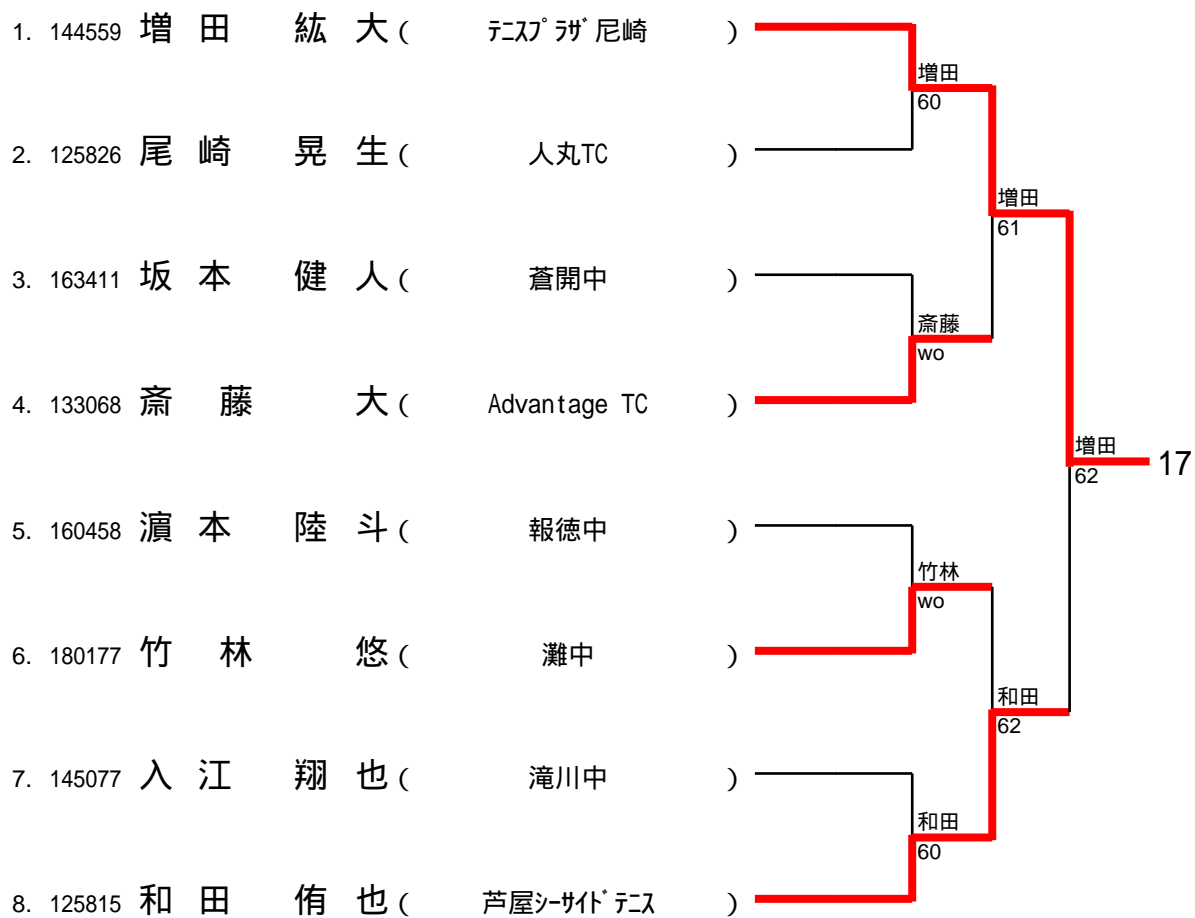 1. 144559 増田 紘大 ( テニスプラザ尼崎 )
増田
60
2. 125826 尾崎 晃生 ( 人丸TC )
増田
61
3. 163411 坂本 健人 ( 蒼開中 )
斎藤
wo
4. 133068 斎藤 大 ( Advantage TC )
増田
62
17
5. 160458 濵本 陸斗 ( 報徳中 )
竹林
wo
6. 180177 竹林 悠 ( 灘中 )
和田
62
7. 145077 入江 翔也 ( 滝川中 )
和田
60
8. 125815 和田 侑也 ( 芦屋シーサイドテニス )